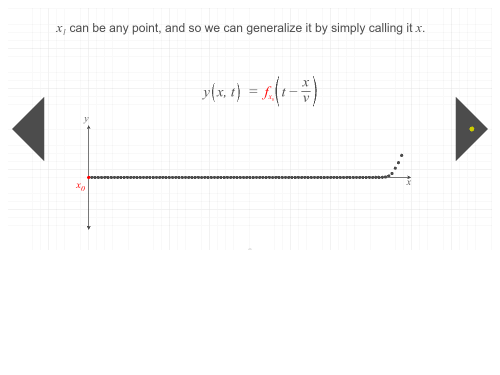 x₁ can be any point, and so we can generalize it by simply calling it x.
y(x, t) = fₓ₀(t − x/v)
y
x₀
x